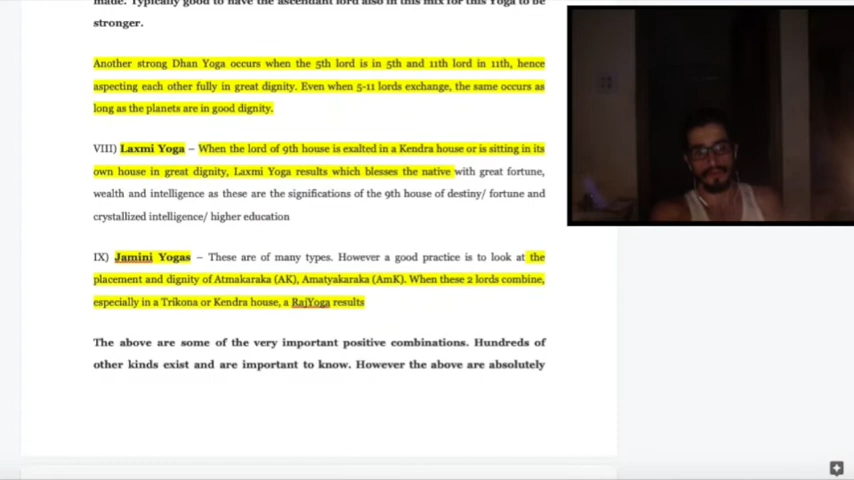 made. Typically good to have the ascendant lord also in this mix for this Yoga to be
stronger.
Another strong Dhan Yoga occurs when the 5th lord is in 5th and 11th lord in 11th, hence
aspecting each other fully in great dignity. Even when 5-11 lords exchange, the same occurs as
long as the planets are in good dignity.
VIII) Laxmi Yoga – When the lord of 9th house is exalted in a Kendra house or is sitting in its
own house in great dignity, Laxmi Yoga results which blesses the native with great fortune,
wealth and intelligence as these are the significations of the 9th house of destiny/ fortune and
crystallized intelligence/ higher education
IX) Jamini Yogas – These are of many types. However a good practice is to look at the
placement and dignity of Atmakaraka (AK), Amatyakaraka (AmK). When these 2 lords combine,
especially in a Trikona or Kendra house, a RajYoga results
The above are some of the very important positive combinations. Hundreds of
other kinds exist and are important to know. However the above are absolutely